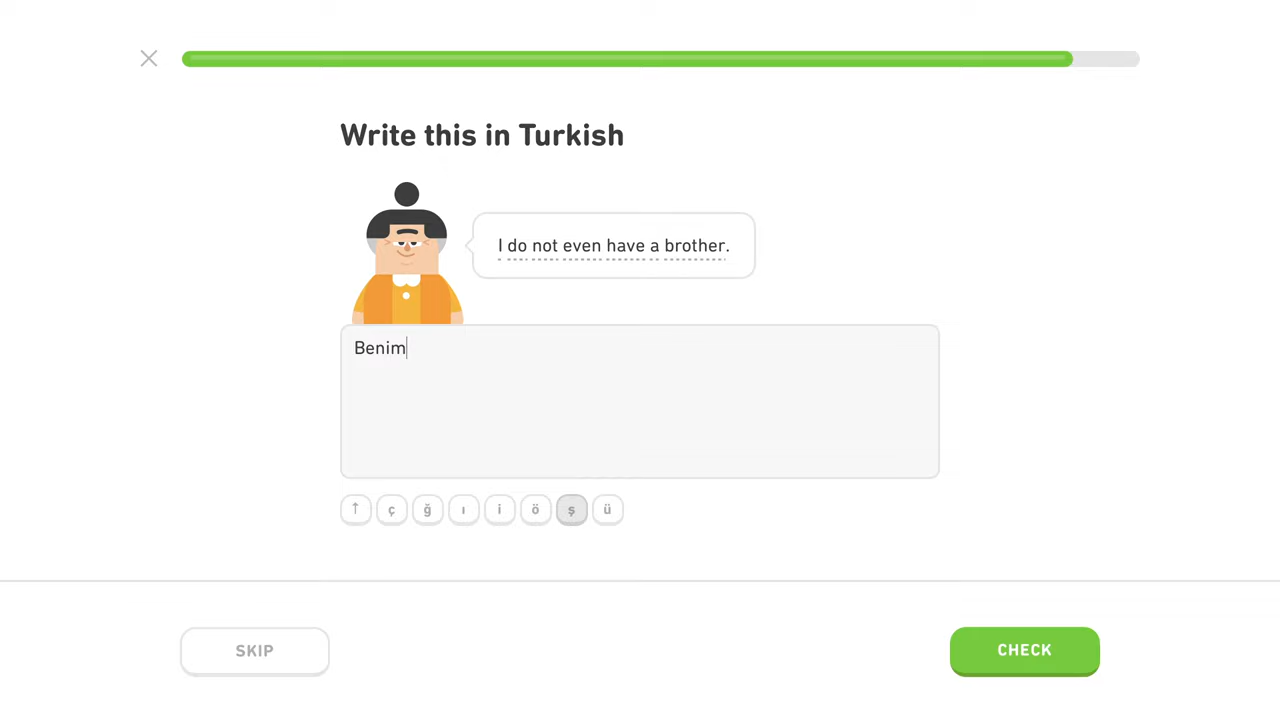 Write this in Turkish
I do not even have a brother.
Benim
↑ ç ğ ı i ö ş ü
SKIP
CHECK